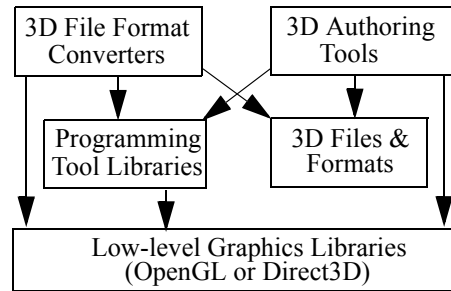 3D File Format
Converters
3D Authoring
Tools
Programming
Tool Libraries
3D Files &
Formats
Low-level Graphics Libraries
(OpenGL or Direct3D)